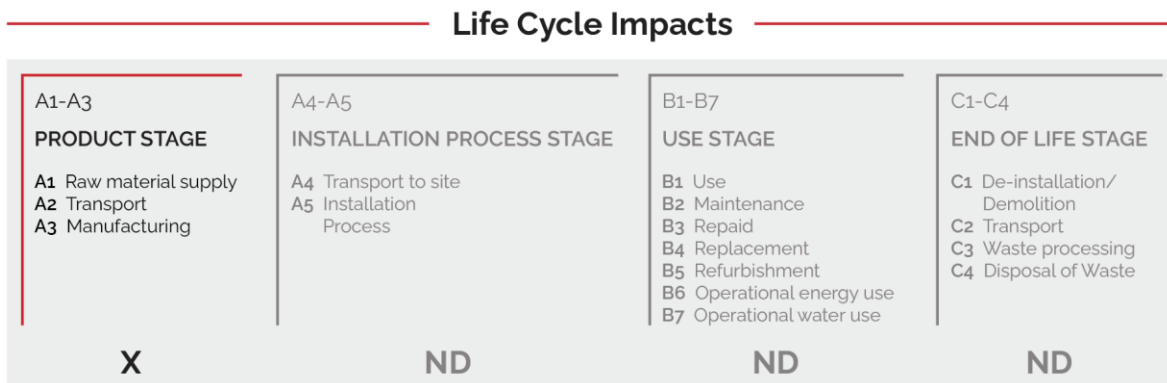 Life Cycle Impacts
A1-A3
PRODUCT STAGE
A1 Raw material supply
A2 Transport
A3 Manufacturing
X
A4-A5
INSTALLATION PROCESS STAGE
A4 Transport to site
A5 Installation
Process
ND
B1-B7
USE STAGE
B1 Use
B2 Maintenance
B3 Repaid
B4 Replacement
B5 Refurbishment
B6 Operational energy use
B7 Operational water use
ND
C1-C4
END OF LIFE STAGE
C1 De-installation/
Demolition
C2 Transport
C3 Waste processing
C4 Disposal of Waste
ND